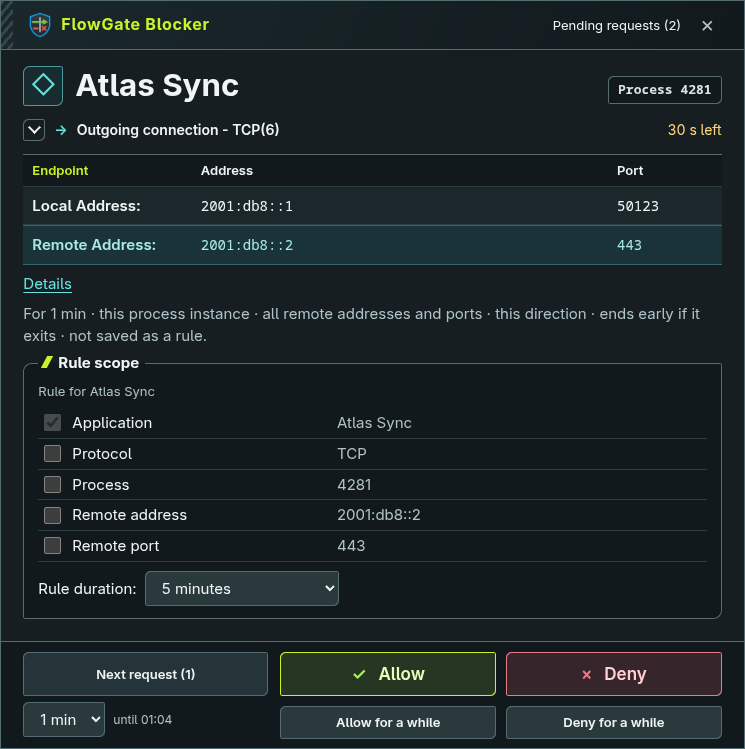 FlowGate Blocker
Pending requests (2)
Atlas Sync
Process 4281
Outgoing connection - TCP(6)
30 s left
Endpoint Address Port
Local Address: 2001:db8::1 50123
Remote Address: 2001:db8::2 443
Details
For 1 min · this process instance · all remote addresses and ports · this direction · ends early if it
exits · not saved as a rule.
Rule scope
Rule for Atlas Sync
Application Atlas Sync
Protocol TCP
Process 4281
Remote address 2001:db8::2
Remote port 443
Rule duration: 5 minutes
Next request (1)
Allow
Deny
1 min until 01:04
Allow for a while
Deny for a while